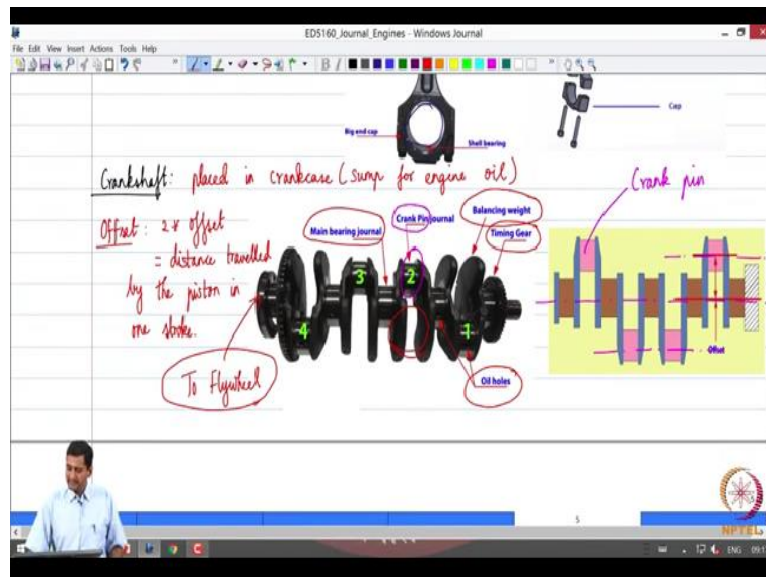 ED5160_Journal_Engines - Windows Journal
File Edit View Insert Actions Tools Help
Big end cap
Shell bearing
Cap
Crankshaft: placed in crankcase (sump for engine oil)
Crank pin
Offset: 2 * offset
= distance travelled
by the piston in
one stroke.
Main bearing journal
Crank Pin journal
Balancing weight
Timing Gear
4
3
2
1
To Flywheel
Oil holes
Offset
5
NPTEL
ENG